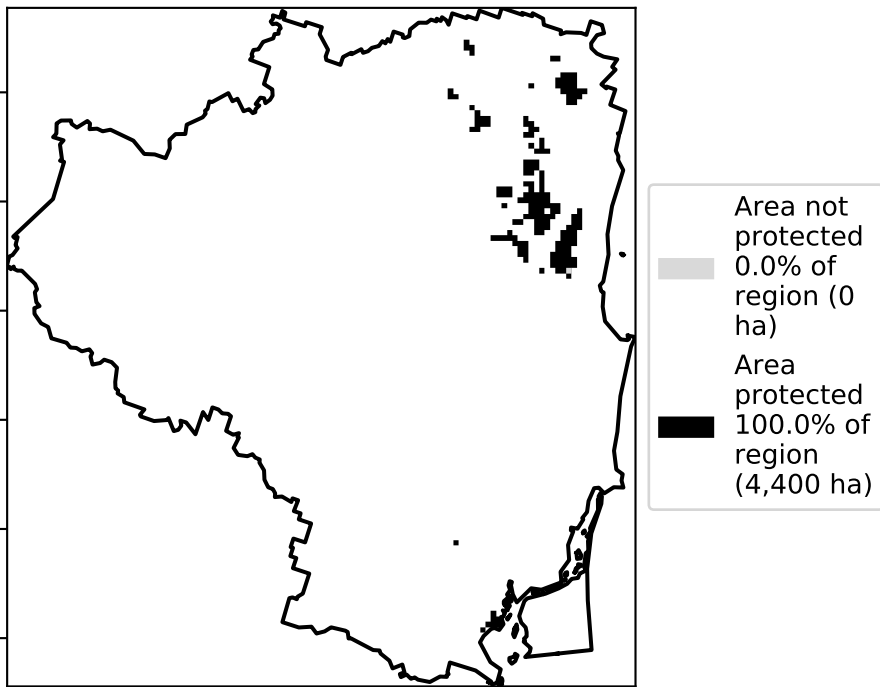 Area not
protected
0.0% of
region (0
ha)
Area
protected
100.0% of
region
(4,400 ha)